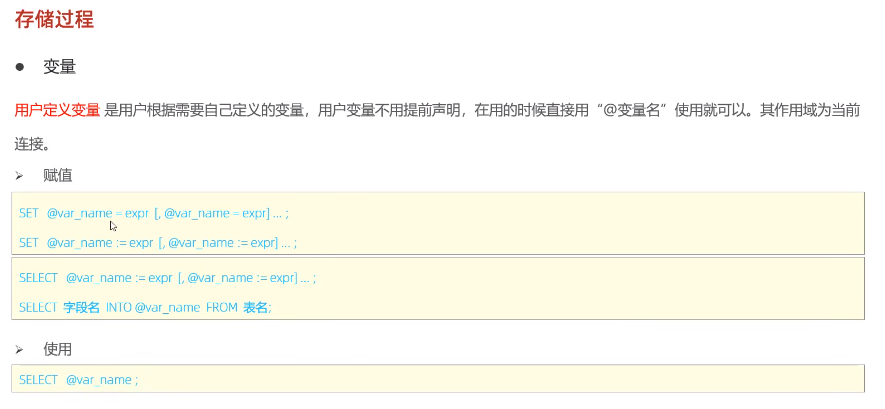 存储过程
● 变量
用户定义变量 是用户根据需要自己定义的变量，用户变量不用提前声明，在用的时候直接用“@变量名”使用就可以。其作用域为当前
连接。
➢ 赋值
SET @var_name = expr [, @var_name = expr] ... ;
SET @var_name := expr [, @var_name := expr] ... ;
SELECT @var_name := expr [, @var_name := expr] ... ;
SELECT 字段名 INTO @var_name FROM 表名;
➢ 使用
SELECT @var_name ;